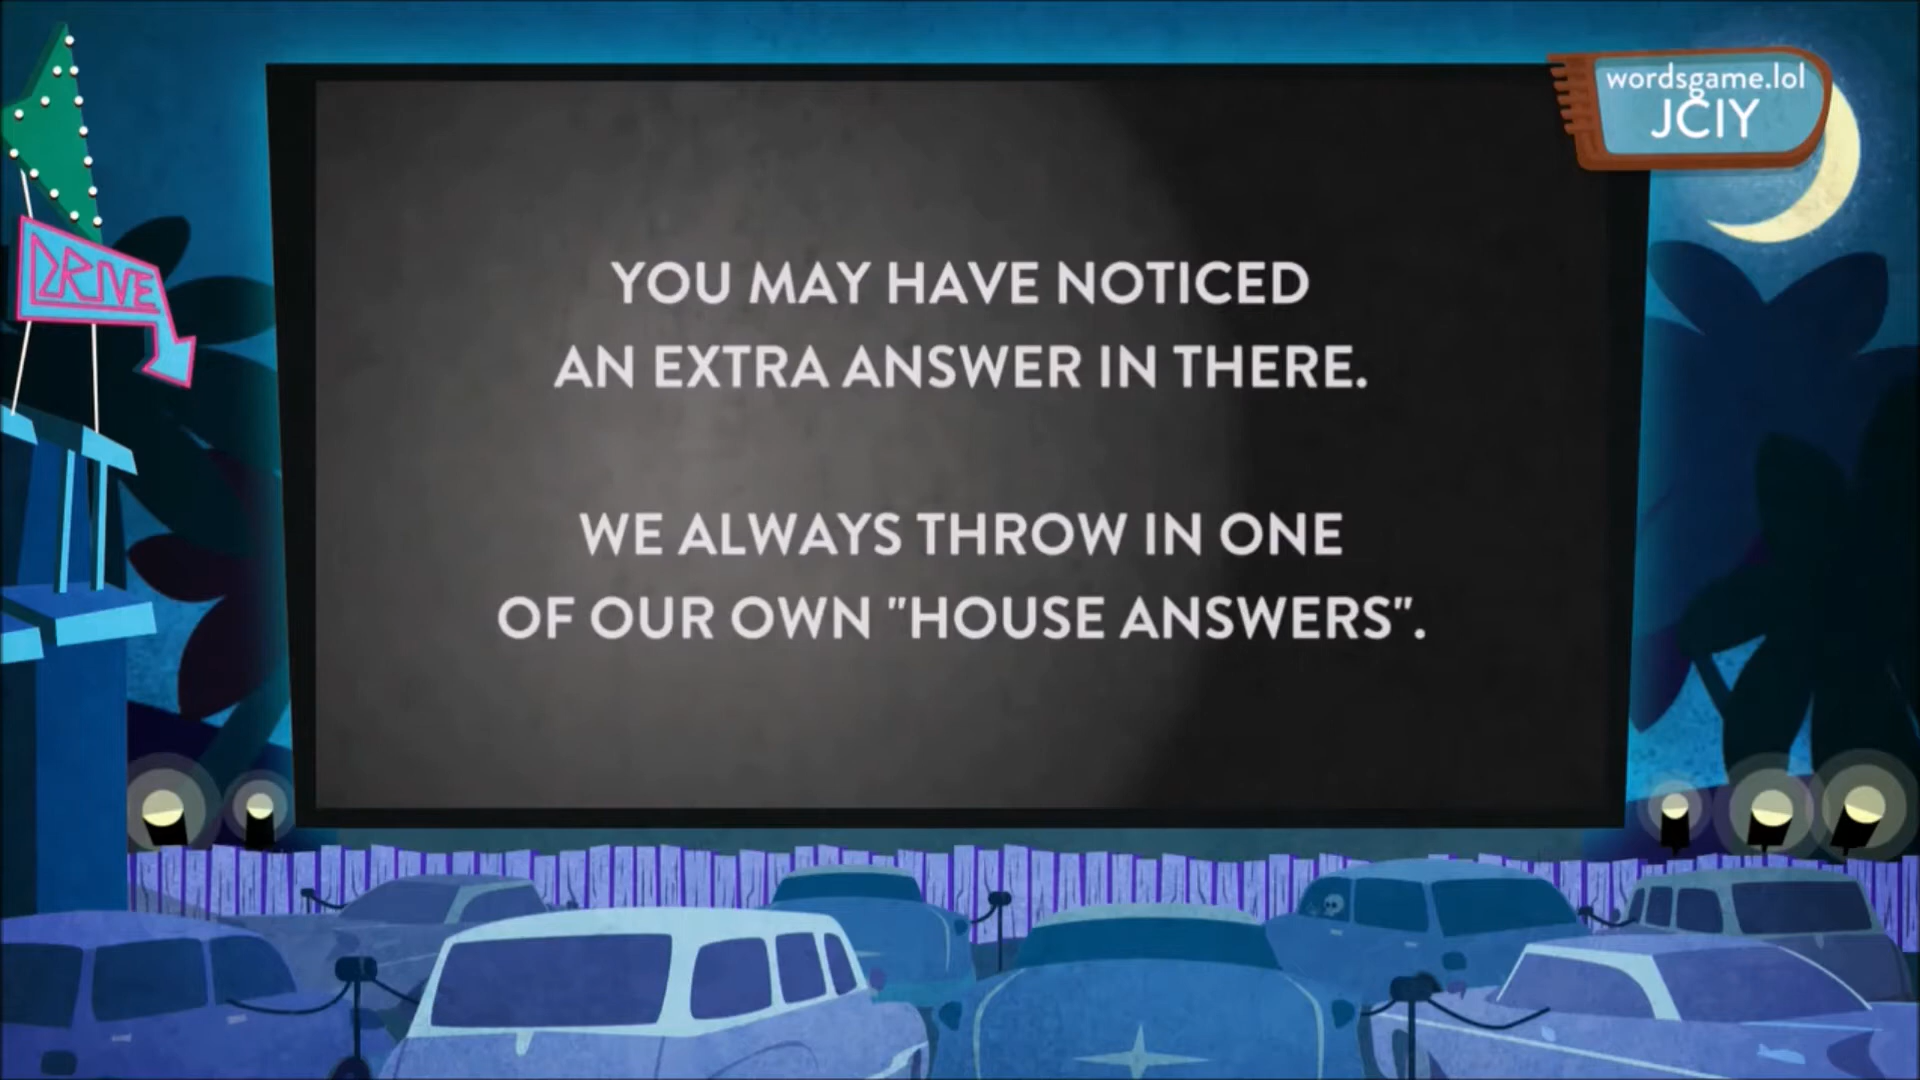 wordsgame.lol
JCIY
DRIVE
YOU MAY HAVE NOTICED
AN EXTRA ANSWER IN THERE.
WE ALWAYS THROW IN ONE
OF OUR OWN "HOUSE ANSWERS".